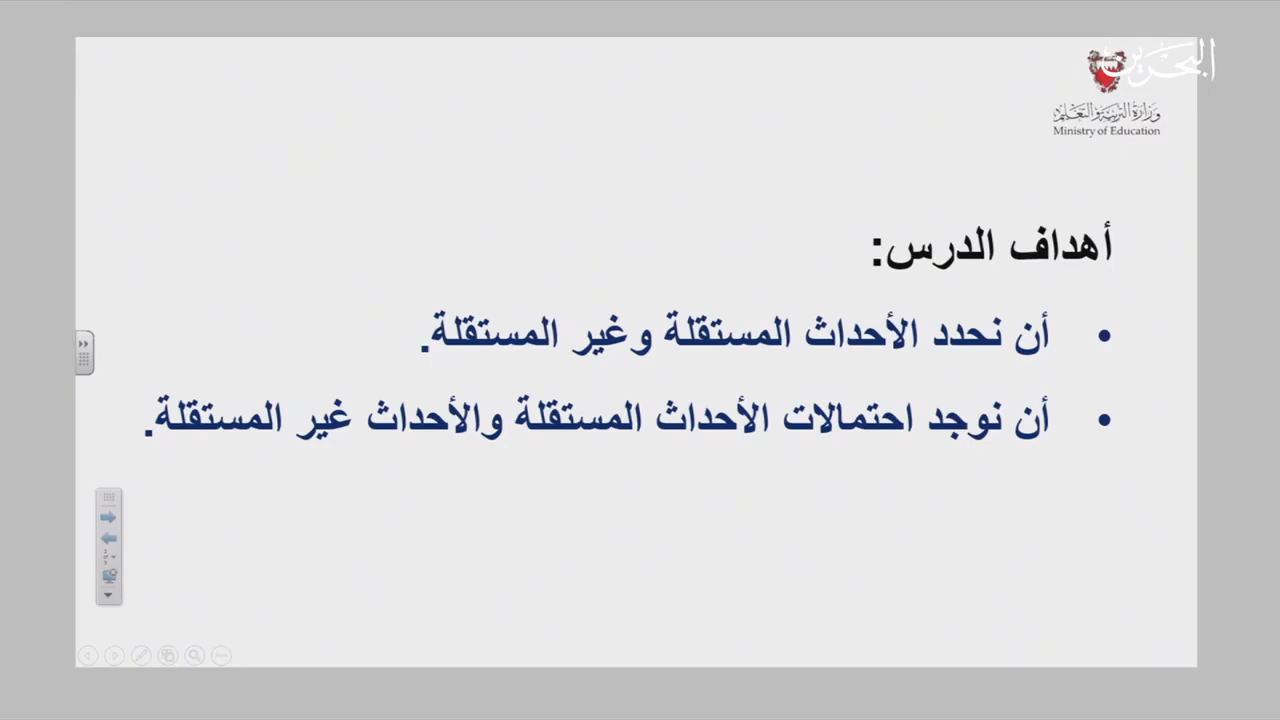 البحرين
وزارة التربية والتعليم
Ministry of Education
أهداف الدرس:
• أن نحدد الأحداث المستقلة وغير المستقلة.
• أن نوجد احتمالات الأحداث المستقلة والأحداث غير المستقلة.